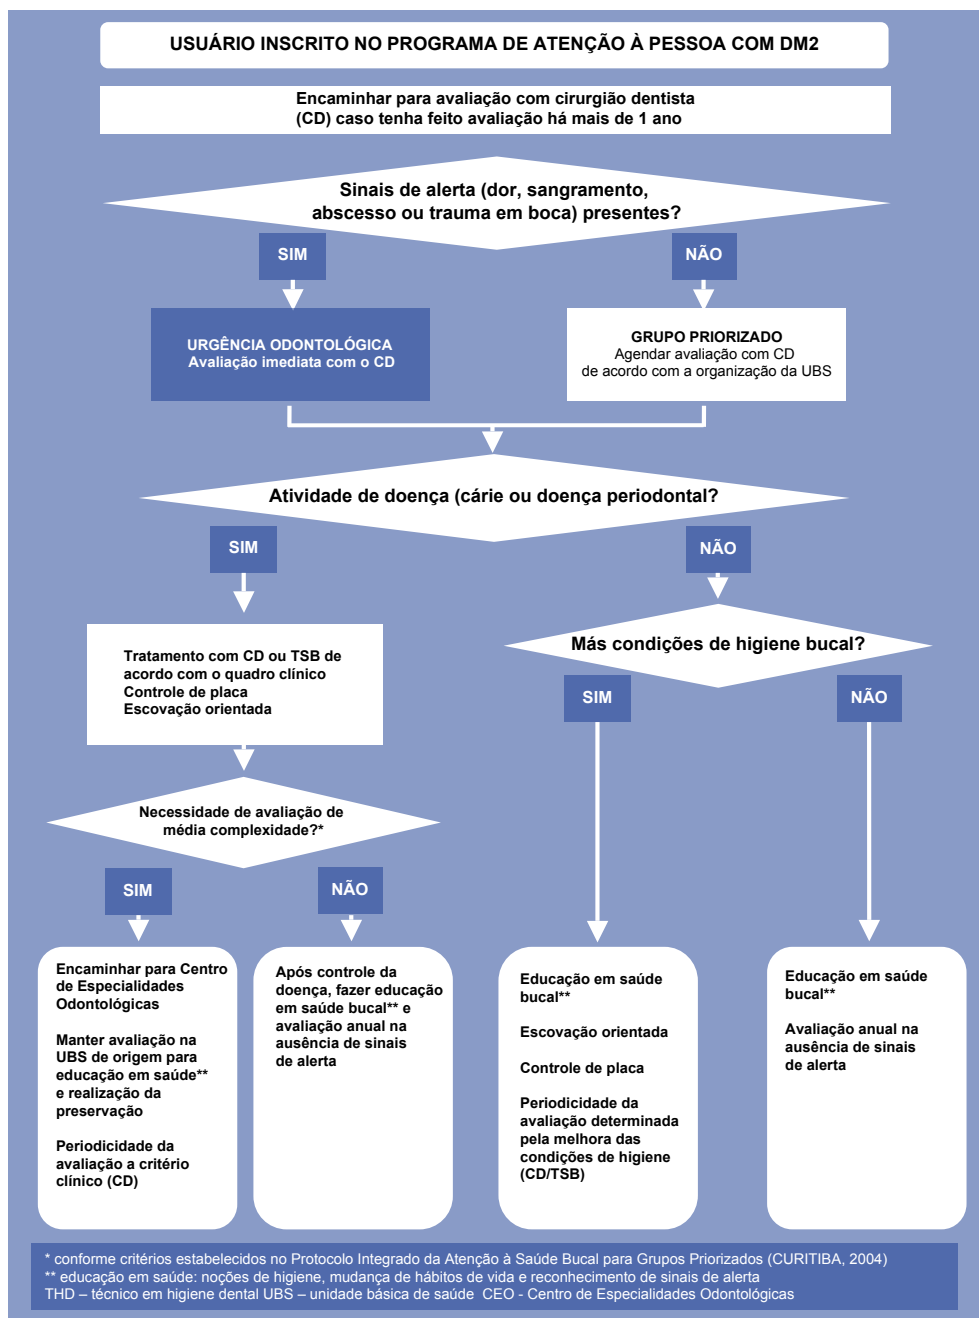 USUÁRIO INSCRITO NO PROGRAMA DE ATENÇÃO À PESSOA COM DM2
Encaminhar para avaliação com cirurgião dentista
(CD) caso tenha feito avaliação há mais de 1 ano
Sinais de alerta (dor, sangramento,
abscesso ou trauma em boca) presentes?
SIM
NÃO
URGÊNCIA ODONTOLÓGICA
Avaliação imediata com o CD
GRUPO PRIORIZADO
Agendar avaliação com CD
de acordo com a organização da UBS
Atividade de doença (cárie ou doença periodontal?
SIM
NÃO
Tratamento com CD ou TSB de
acordo com o quadro clínico
Controle de placa
Escovação orientada
Más condições de higiene bucal?
SIM
NÃO
Necessidade de avaliação de
média complexidade?*
SIM
NÃO
Encaminhar para Centro
de Especialidades
Odontológicas
Manter avaliação na
UBS de origem para
educação em saúde**
e realização da
preservação
Periodicidade da
avaliação a critério
clínico (CD)
Após controle da
doença, fazer educação
em saúde bucal** e
avaliação anual na
ausência de sinais
de alerta
Educação em saúde
bucal**
Escovação orientada
Controle de placa
Periodicidade da
avaliação determinada
pela melhora das
condições de higiene
(CD/TSB)
Educação em saúde
bucal**
Avaliação anual na
ausência de sinais
de alerta
* conforme critérios estabelecidos no Protocolo Integrado da Atenção à Saúde Bucal para Grupos Priorizados (CURITIBA, 2004)
** educação em saúde: noções de higiene, mudança de hábitos de vida e reconhecimento de sinais de alerta
THD – técnico em higiene dental UBS – unidade básica de saúde CEO - Centro de Especialidades Odontológicas